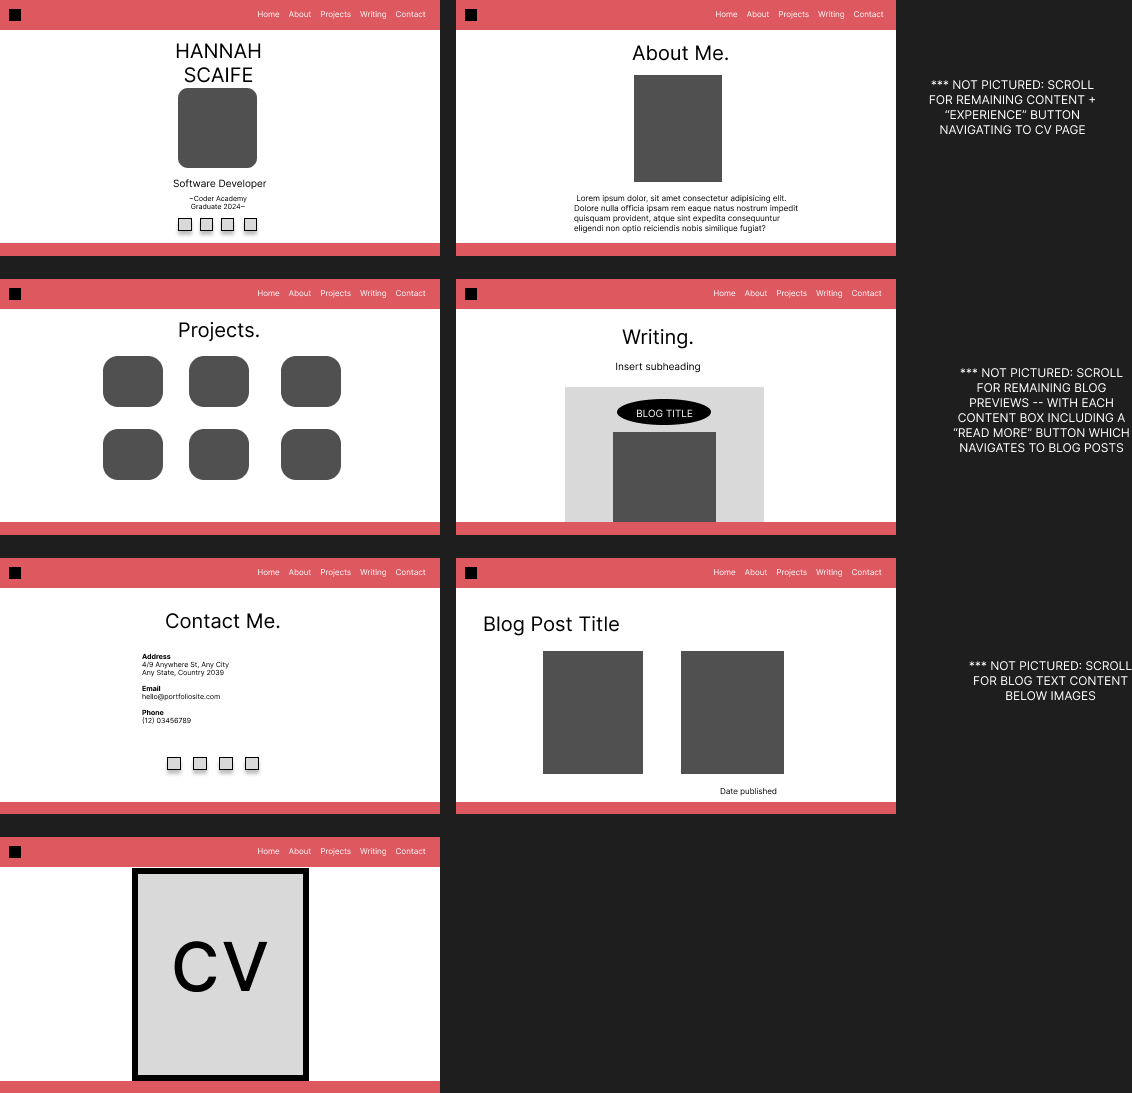 Home About Projects Writing Contact
HANNAH
SCAIFE
Software Developer
~Coder Academy
Graduate 2024~
Home About Projects Writing Contact
About Me.
Lorem ipsum dolor, sit amet consectetur adipisicing elit.
Dolore nulla officia ipsam rem eaque natus nostrum impedit
quisquam provident, atque sint expedita consequuntur
eligendi non optio reiciendis nobis similique fugiat?
*** NOT PICTURED: SCROLL
FOR REMAINING CONTENT +
“EXPERIENCE” BUTTON
NAVIGATING TO CV PAGE
Home About Projects Writing Contact
Projects.
Home About Projects Writing Contact
Writing.
Insert subheading
BLOG TITLE
*** NOT PICTURED: SCROLL
FOR REMAINING BLOG
PREVIEWS -- WITH EACH
CONTENT BOX INCLUDING A
“READ MORE” BUTTON WHICH
NAVIGATES TO BLOG POSTS
Home About Projects Writing Contact
Contact Me.
Address
4/9 Anywhere St, Any City
Any State, Country 2039
Email
hello@portfoliosite.com
Phone
(12) 03456789
Home About Projects Writing Contact
Blog Post Title
Date published
*** NOT PICTURED: SCROLL
FOR BLOG TEXT CONTENT
BELOW IMAGES
Home About Projects Writing Contact
CV